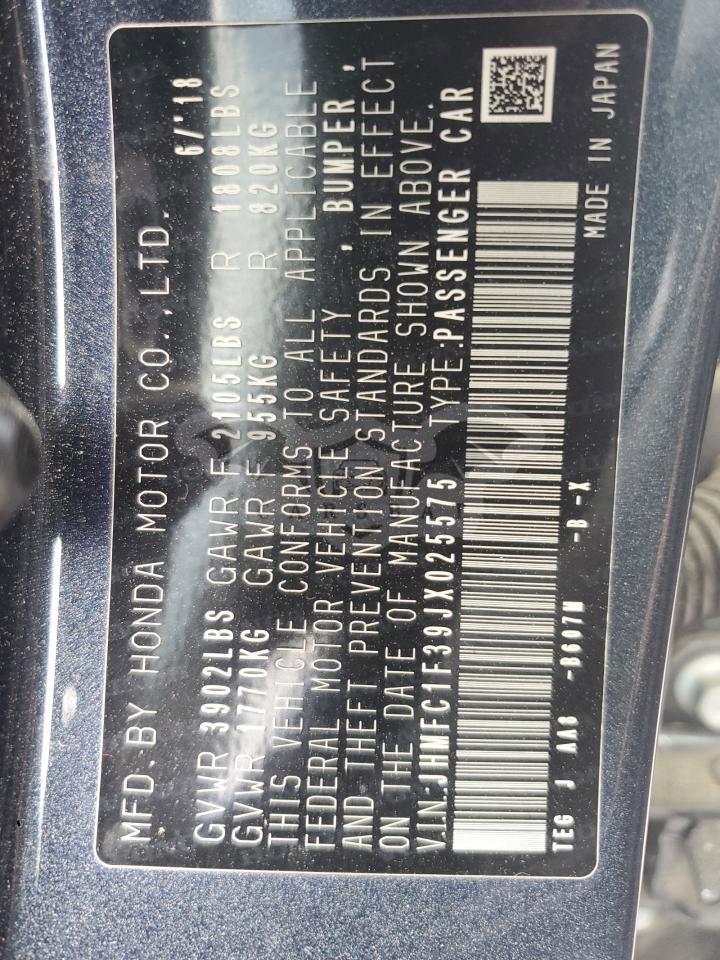 MFD. BY HONDA MOTOR CO., LTD. 6/'18
GVWR 3902LBS GAWR F 2105LBS R 1808LBS
GVWR 1770KG GAWR F 955KG R 820KG
THIS VEHICLE CONFORMS TO ALL APPLICABLE
FEDERAL MOTOR VEHICLE SAFETY , BUMPER,
AND THEFT PREVENTION STANDARDS IN EFFECT
ON THE DATE OF MANUFACTURE SHOWN ABOVE.
V.I.N.:JHMFC1F39JX025575 TYPE:PASSENGER CAR
TEG J AA8 -B607M -B -X MADE IN JAPAN